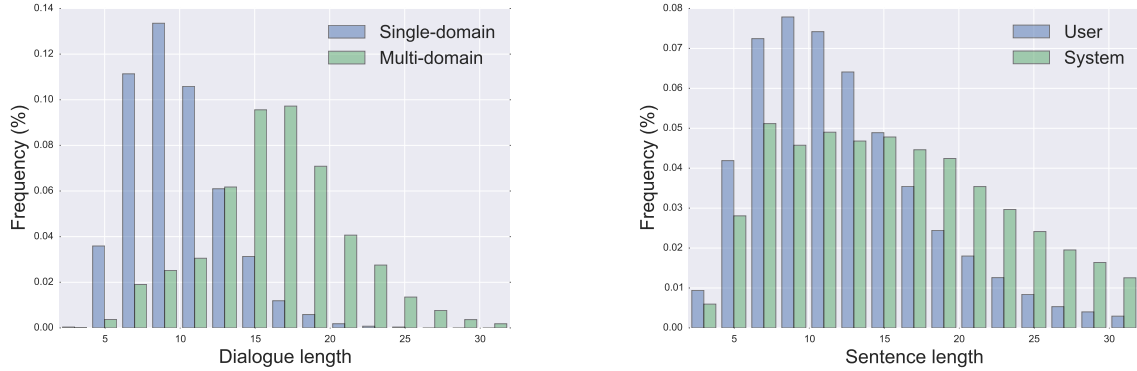 0.14
0.12
0.10
0.08
0.06
0.04
0.02
0.00
Frequency (%)
5 10 15 20 25 30
Dialogue length
Single-domain
Multi-domain
0.08
0.07
0.06
0.05
0.04
0.03
0.02
0.01
0.00
Frequency (%)
5 10 15 20 25 30
Sentence length
User
System